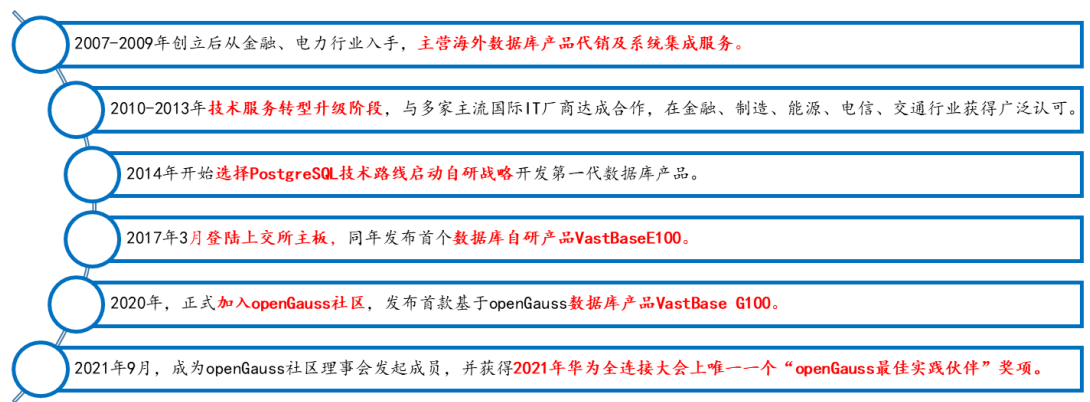 2007-2009年创立后从金融、电力行业入手，主营海外数据库产品代销及系统集成服务。
2010-2013年技术服务转型升级阶段，与多家主流国际IT厂商达成合作，在金融、制造、能源、电信、交通行业获得广泛认可。
2014年开始选择PostgreSQL技术路线启动自研战略开发第一代数据库产品。
2017年3月登陆上交所主板，同年发布首个数据库自研产品VastBaseE100。
2020年，正式加入openGauss社区，发布首款基于openGauss数据库产品VastBase G100。
2021年9月，成为openGauss社区理事会发起成员，并获得2021年华为全连接大会上唯一一个“openGauss最佳实践伙伴”奖项。